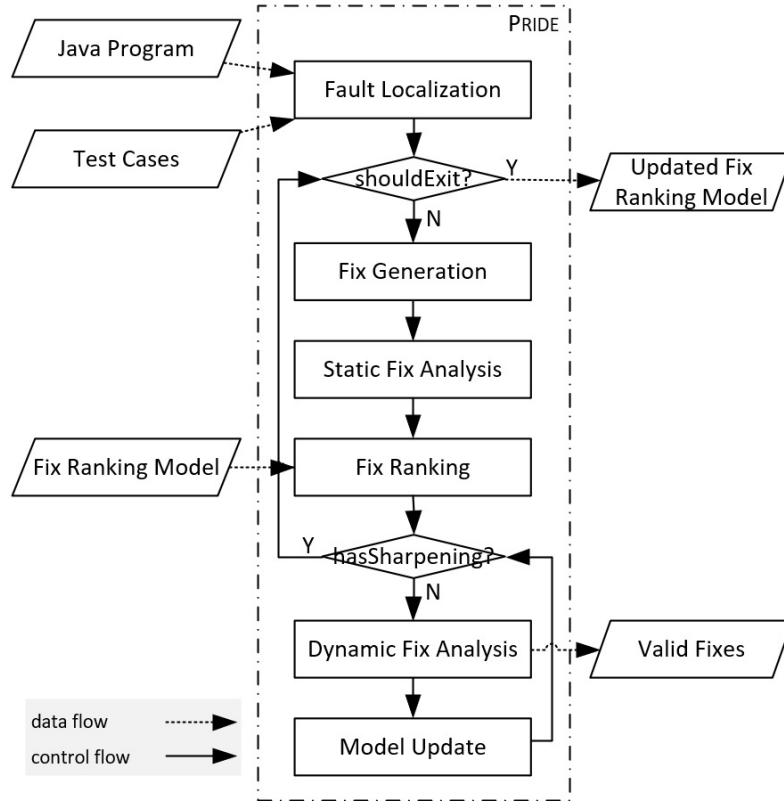 PRIDE
Java Program
Fault Localization
Test Cases
shouldExit?
Y
Updated Fix
Ranking Model
N
Fix Generation
Static Fix Analysis
Fix Ranking Model
Fix Ranking
Y
hasSharpening?
N
Dynamic Fix Analysis
Valid Fixes
data flow
Model Update
control flow